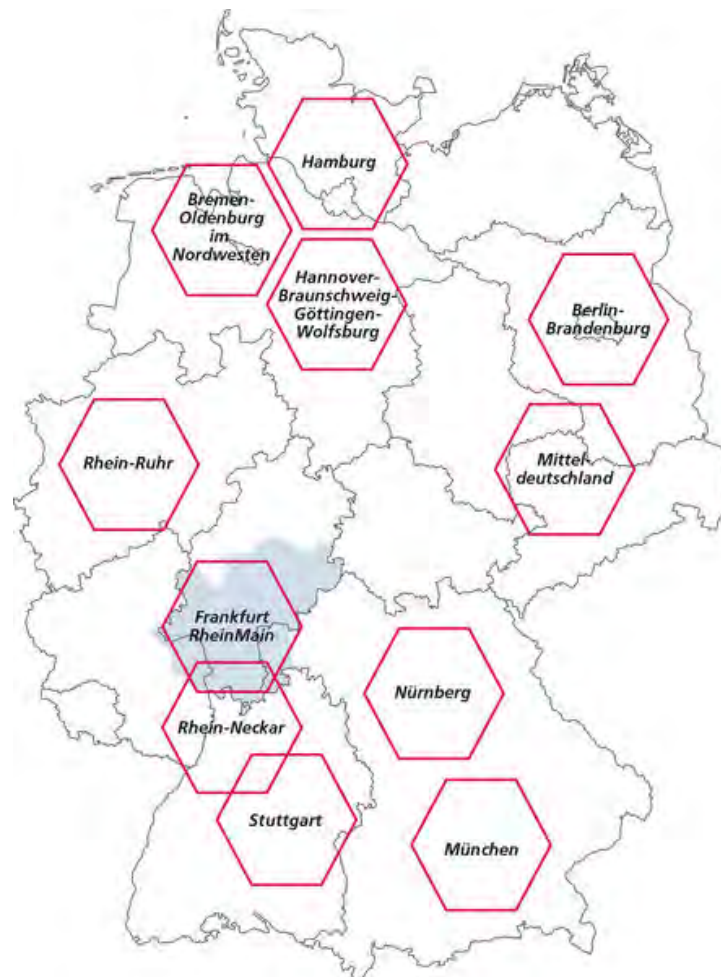 Hamburg
Bremen-
Oldenburg
im
Nordwesten
Hannover-
Braunschweig-
Göttingen-
Wolfsburg
Berlin-
Brandenburg
Rhein-Ruhr
Mittel-
deutschland
Frankfurt
RheinMain
Nürnberg
Rhein-Neckar
Stuttgart
München